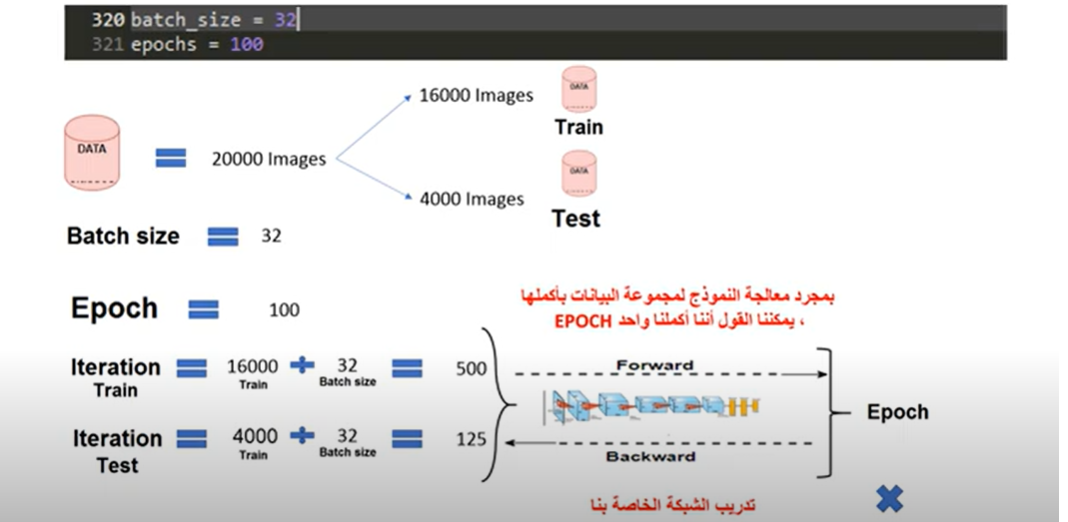 320 batch_size = 32
321 epochs = 100
16000 Images
DATA
Train
DATA
20000 Images
DATA
4000 Images
Test
Batch size
32
Epoch
100
بمجرد معالجة النموذج لمجموعة البيانات بأكملها
، يمكننا القول أننا أكملنا واحد EPOCH
Iteration
Train
16000
Train
32
Batch size
500
Forward
Epoch
Iteration
Test
4000
Train
32
Batch size
125
Backward
تدريب الشبكة الخاصة بنا